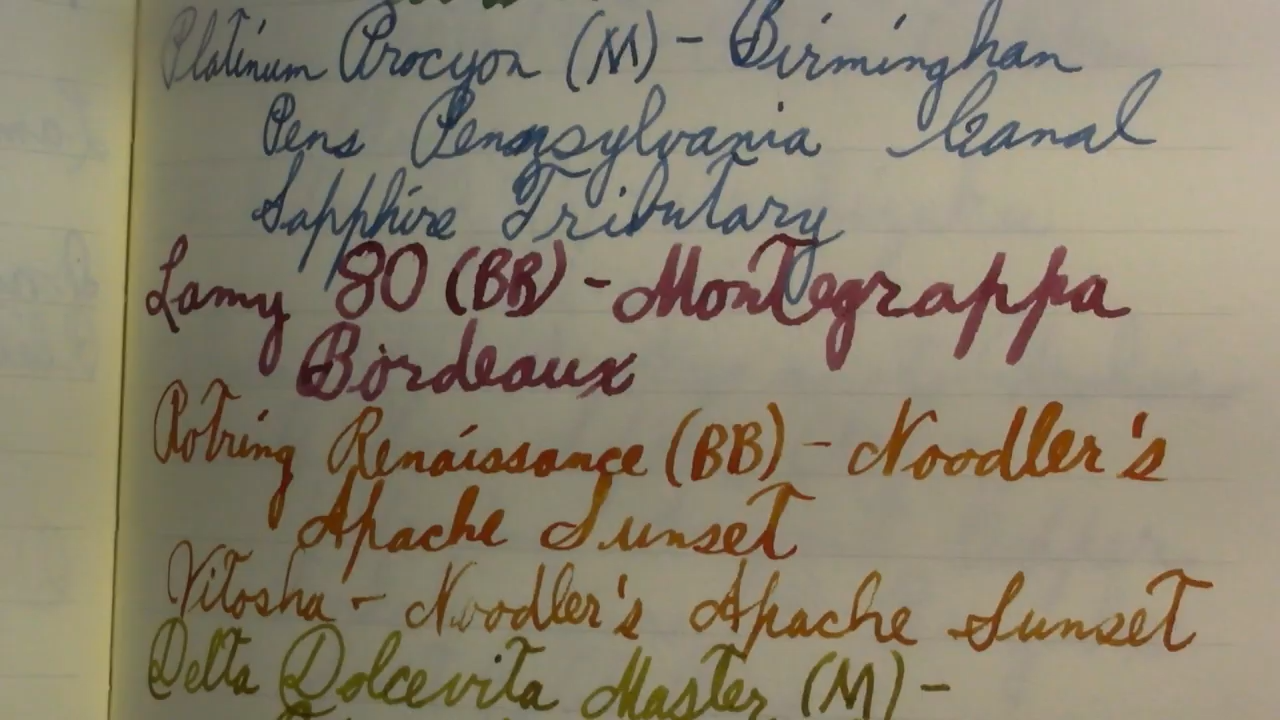 Platinum Procyon (M) - Birmingham
Pens Pennsylvania Canal
Sapphire Tributary
Lamy 80 (BB) - Montegrappa
Bordeaux
Rotring Renaissance (BB) - Noodler's
Apache Sunset
Vitosha - Noodler's Apache Sunset
Delta Dolcevita Master (M) -